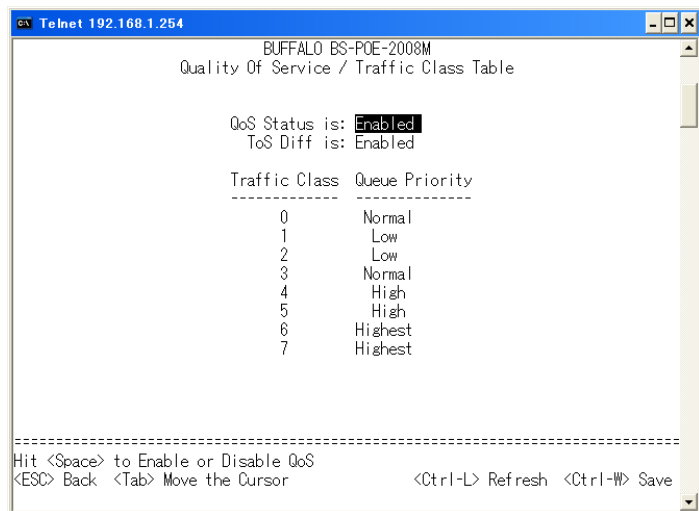 Telnet 192.168.1.254
BUFFALO BS-POE-2008M
Quality Of Service / Traffic Class Table
QoS Status is: Enabled
ToS Diff is: Enabled
Traffic Class Queue Priority
------------- --------------
0 Normal
1 Low
2 Low
3 Normal
4 High
5 High
6 Highest
7 Highest
================================================================================
Hit <Space> to Enable or Disable QoS
<ESC> Back <Tab> Move the Cursor <Ctrl-L> Refresh <Ctrl-W> Save